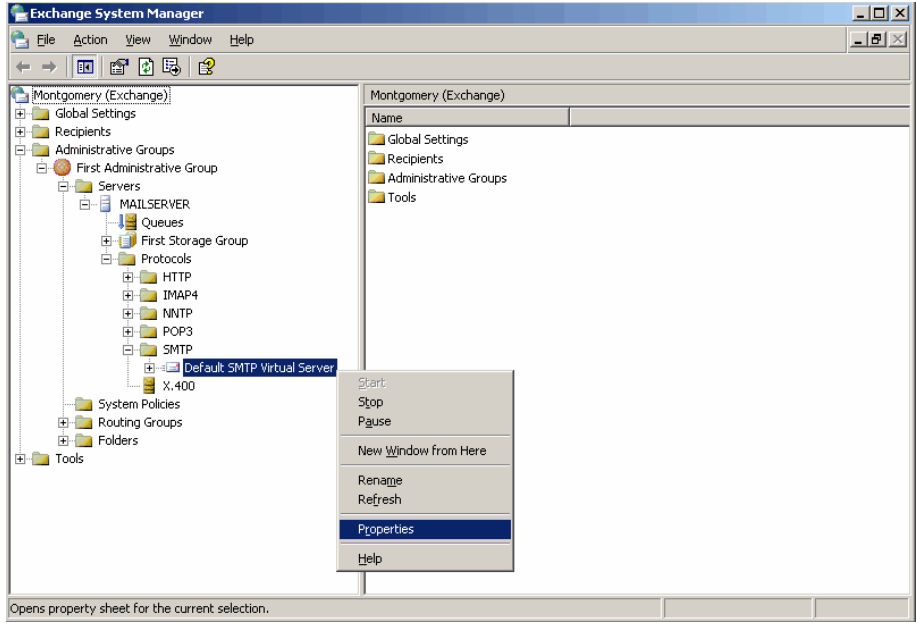 Exchange System Manager
File Action View Window Help
Montgomery (Exchange)
Global Settings
Recipients
Administrative Groups
First Administrative Group
Servers
MAILSERVER
Queues
First Storage Group
Protocols
HTTP
IMAP4
NNTP
POP3
SMTP
Default SMTP Virtual Server
X.400
System Policies
Routing Groups
Folders
Tools
Montgomery (Exchange)
Name
Global Settings
Recipients
Administrative Groups
Tools
Start
Stop
Pause
New Window from Here
Rename
Refresh
Properties
Help
Opens property sheet for the current selection.